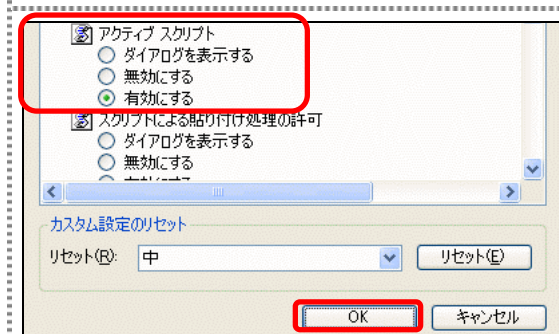 アクティブ スクリプト
ダイアログを表示する
無効にする
有効にする
スクリプトによる貼り付け処理の許可
ダイアログを表示する
無効にする
カスタム設定のリセット
リセット(R): 中 リセット(E)
OK キャンセル